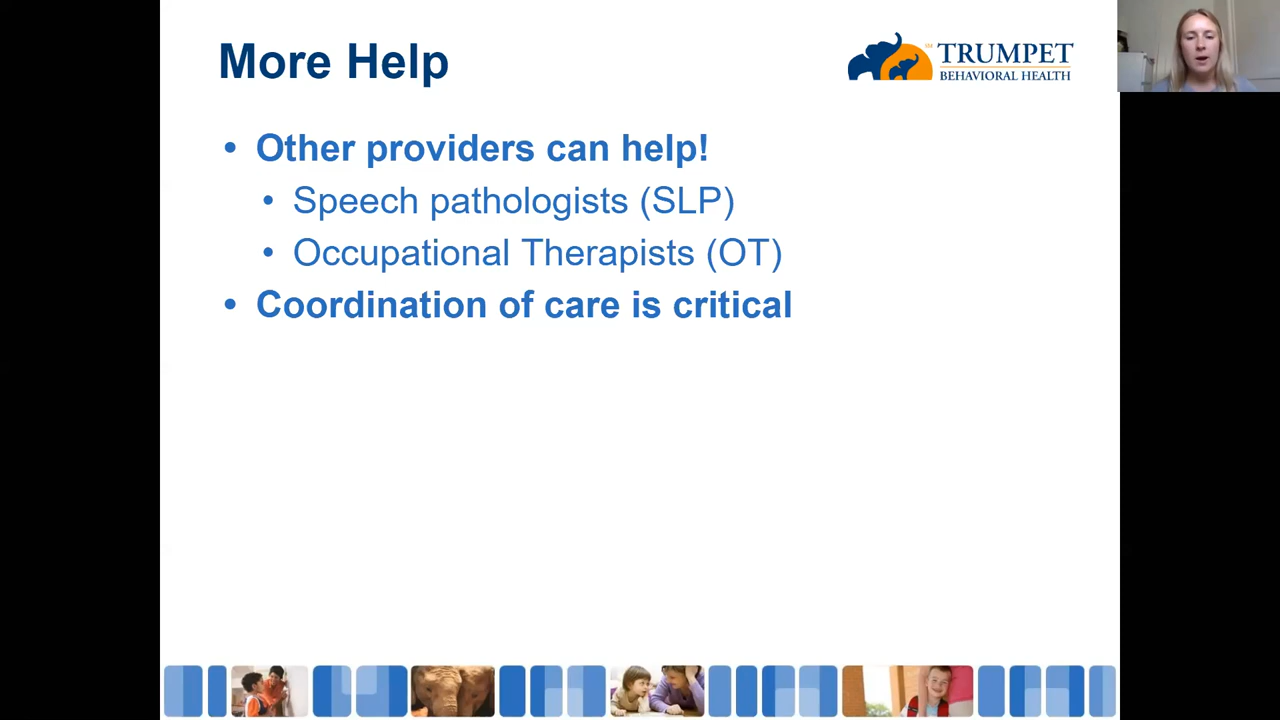 More Help
TRUMPET
BEHAVIORAL HEALTH
• Other providers can help!
• Speech pathologists (SLP)
• Occupational Therapists (OT)
• Coordination of care is critical